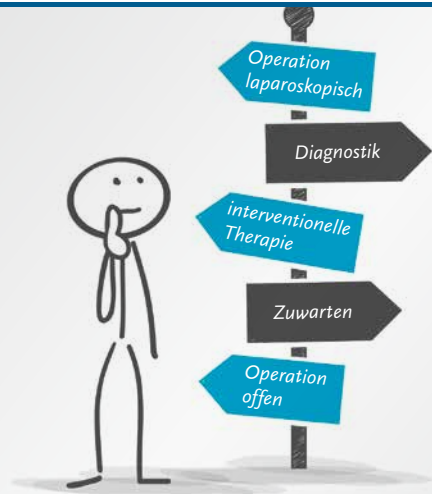 Operation
laparoskopisch
Diagnostik
interventionelle
Therapie
Zuwarten
Operation
offen